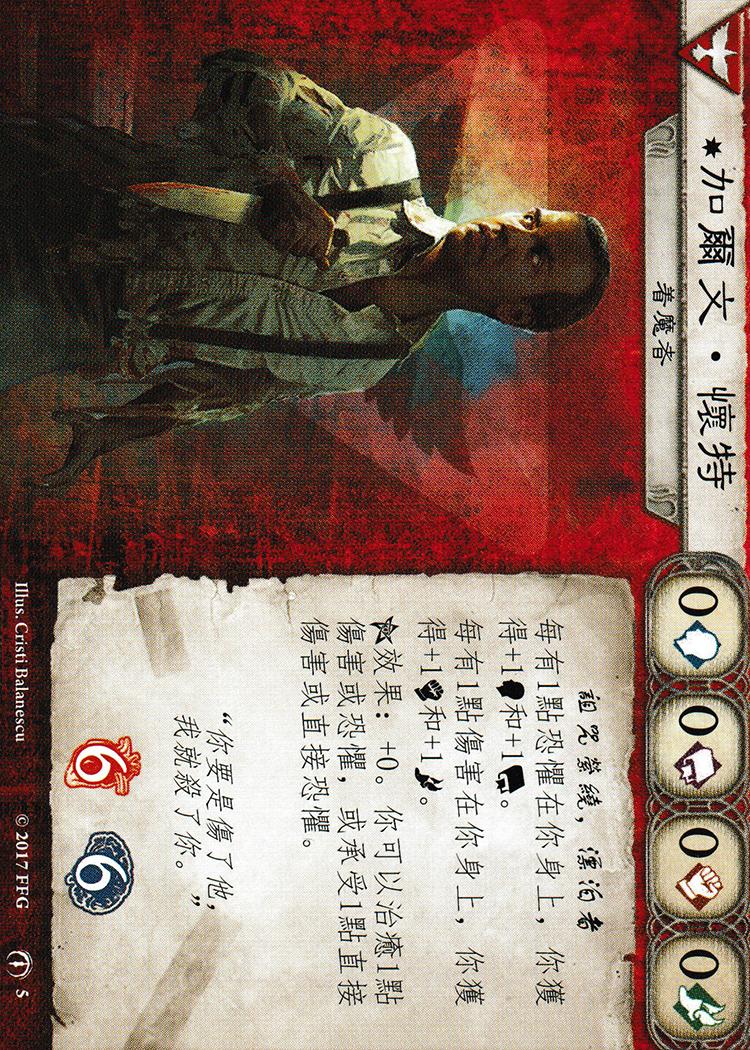 ✷加爾文・懷特
着魔者
0 0 0 0
詛咒縈繞，漂泊者
每有1點恐懼在你身上，你獲
得+1和+1。
每有1點傷害在你身上，你獲
得+1和+1。
效果：+0。你可以治癒1點
傷害或恐懼，或承受1點直接
傷害或直接恐懼。
“你要是傷了他，
我就殺了你。”
6 6
Illus. Cristi Balanescu © 2017 FFG 5